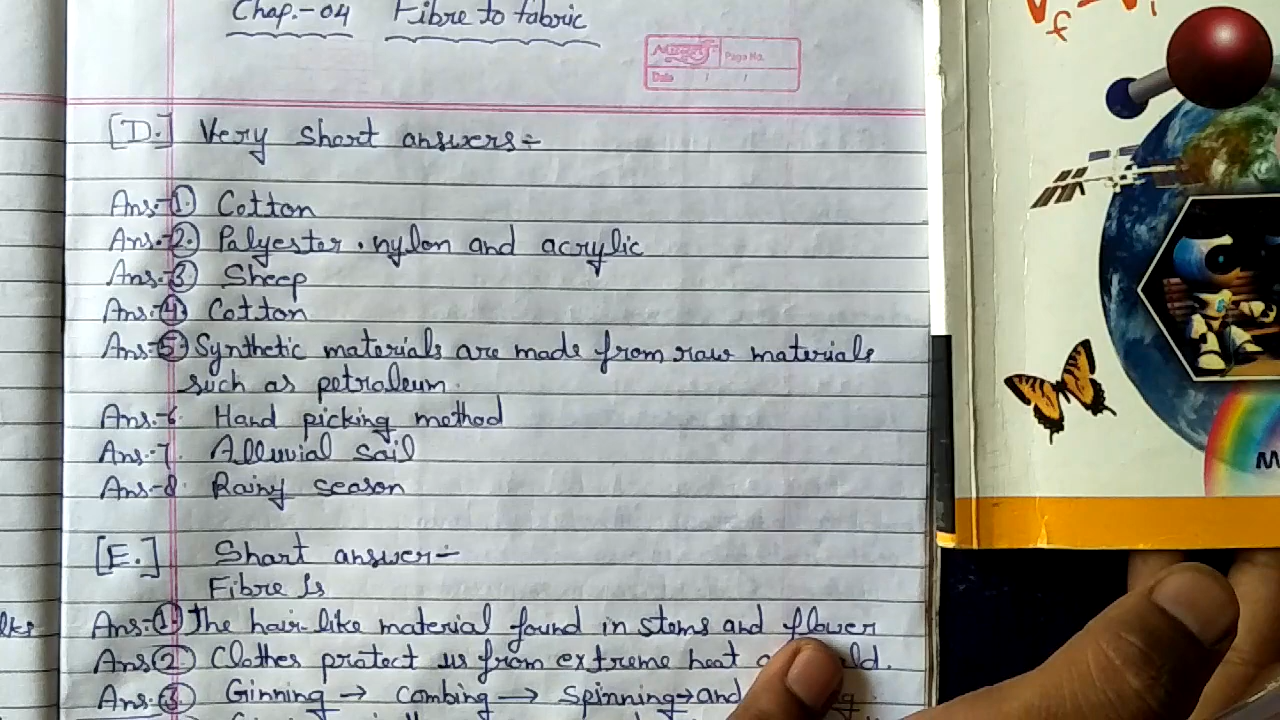 Chap.-04 Fibre to fabric
Page No.
Date / /
[D.] Very short answers:-
Ans.-1. Cotton
Ans.-2. Polyester, nylon and acrylic
Ans.-3. Sheep
Ans.-4. Cotton
Ans.-5. Synthetic materials are made from raw materials
such as petroleum.
Ans.-6. Hand picking method
Ans.-7. Alluvial soil
Ans.-8. Rainy season
[E.] Short answer:-
Fibre is
Ans.-1. The hair-like material found in stems and flower
Ans.-2. Clothes protect us from extreme heat
Ans.-3. Ginning → Combing → Spinning → and